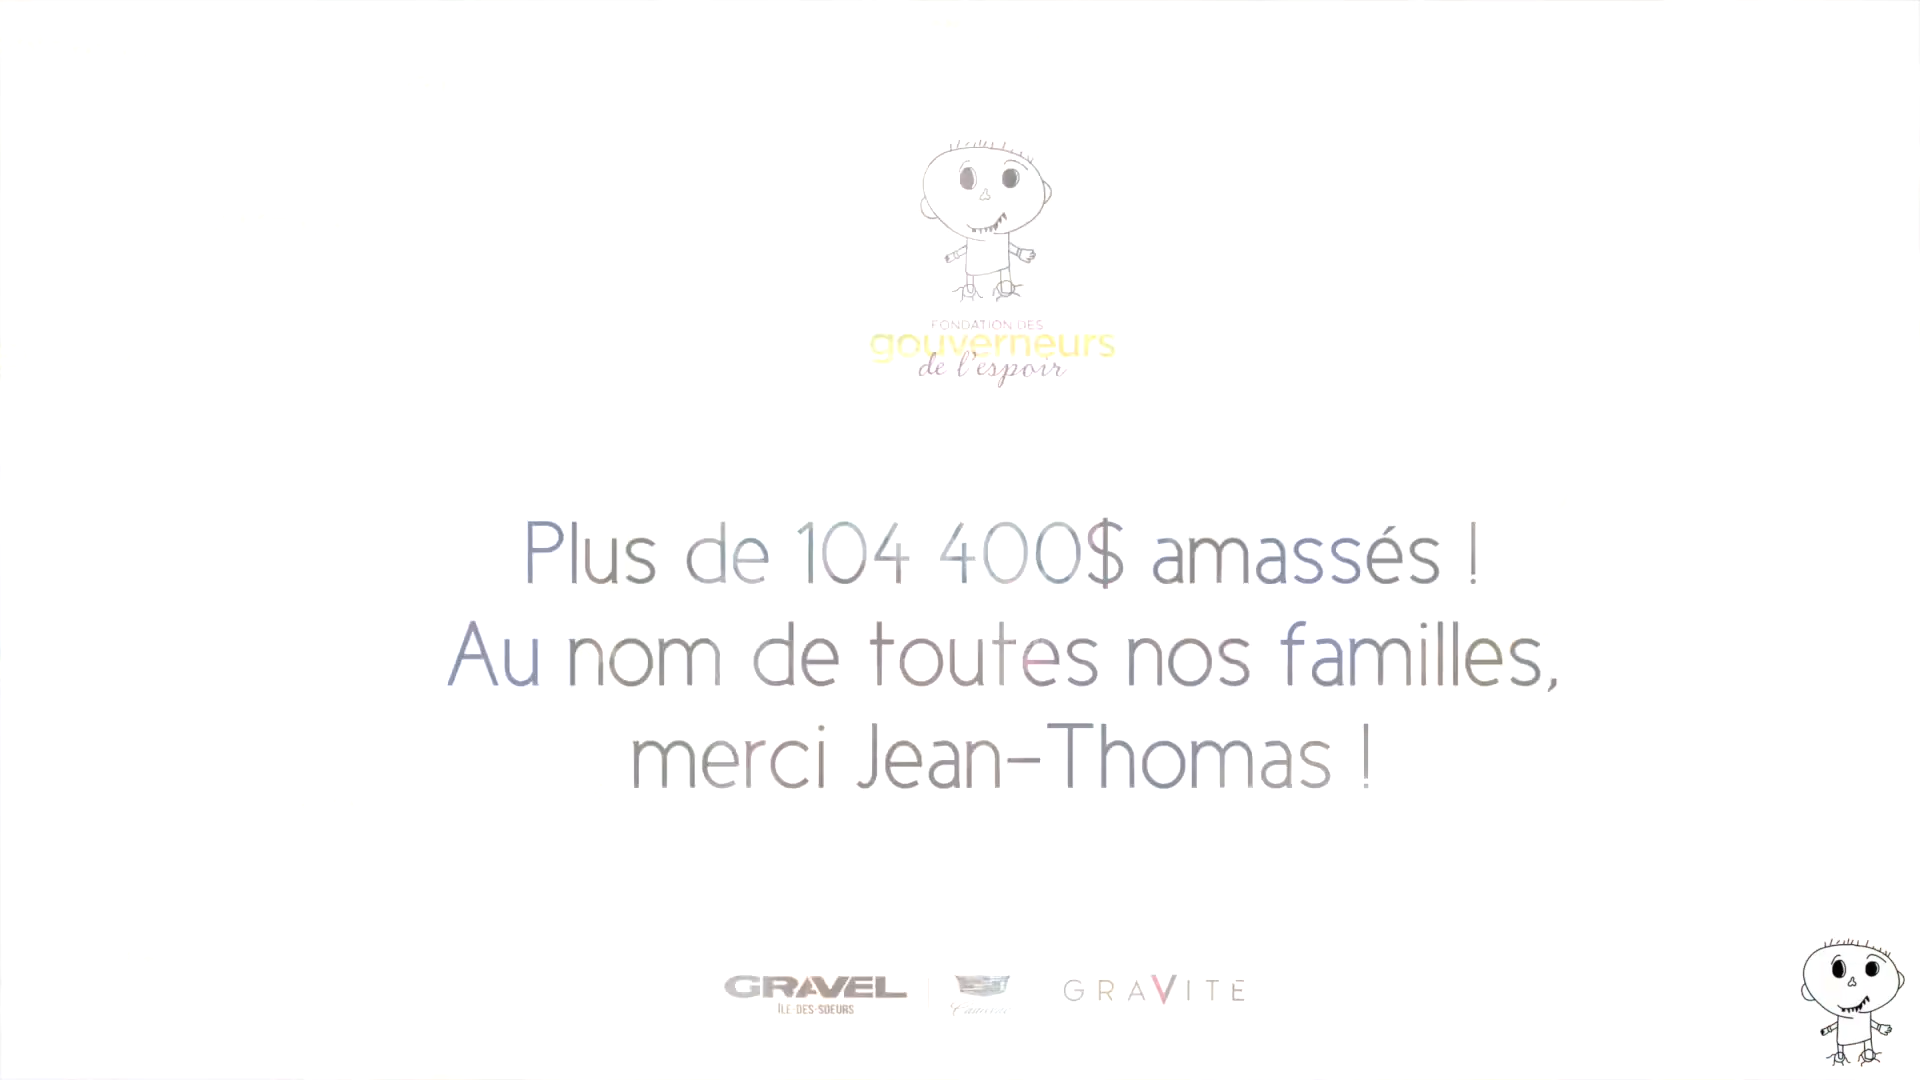 FONDATION DES
gouverneurs
de l'espoir
Plus de 104 400$ amassés !
Au nom de toutes nos familles,
merci Jean-Thomas !
GRAVEL
ÎLE-DES-SOEURS
Cadillac
GRAVITE